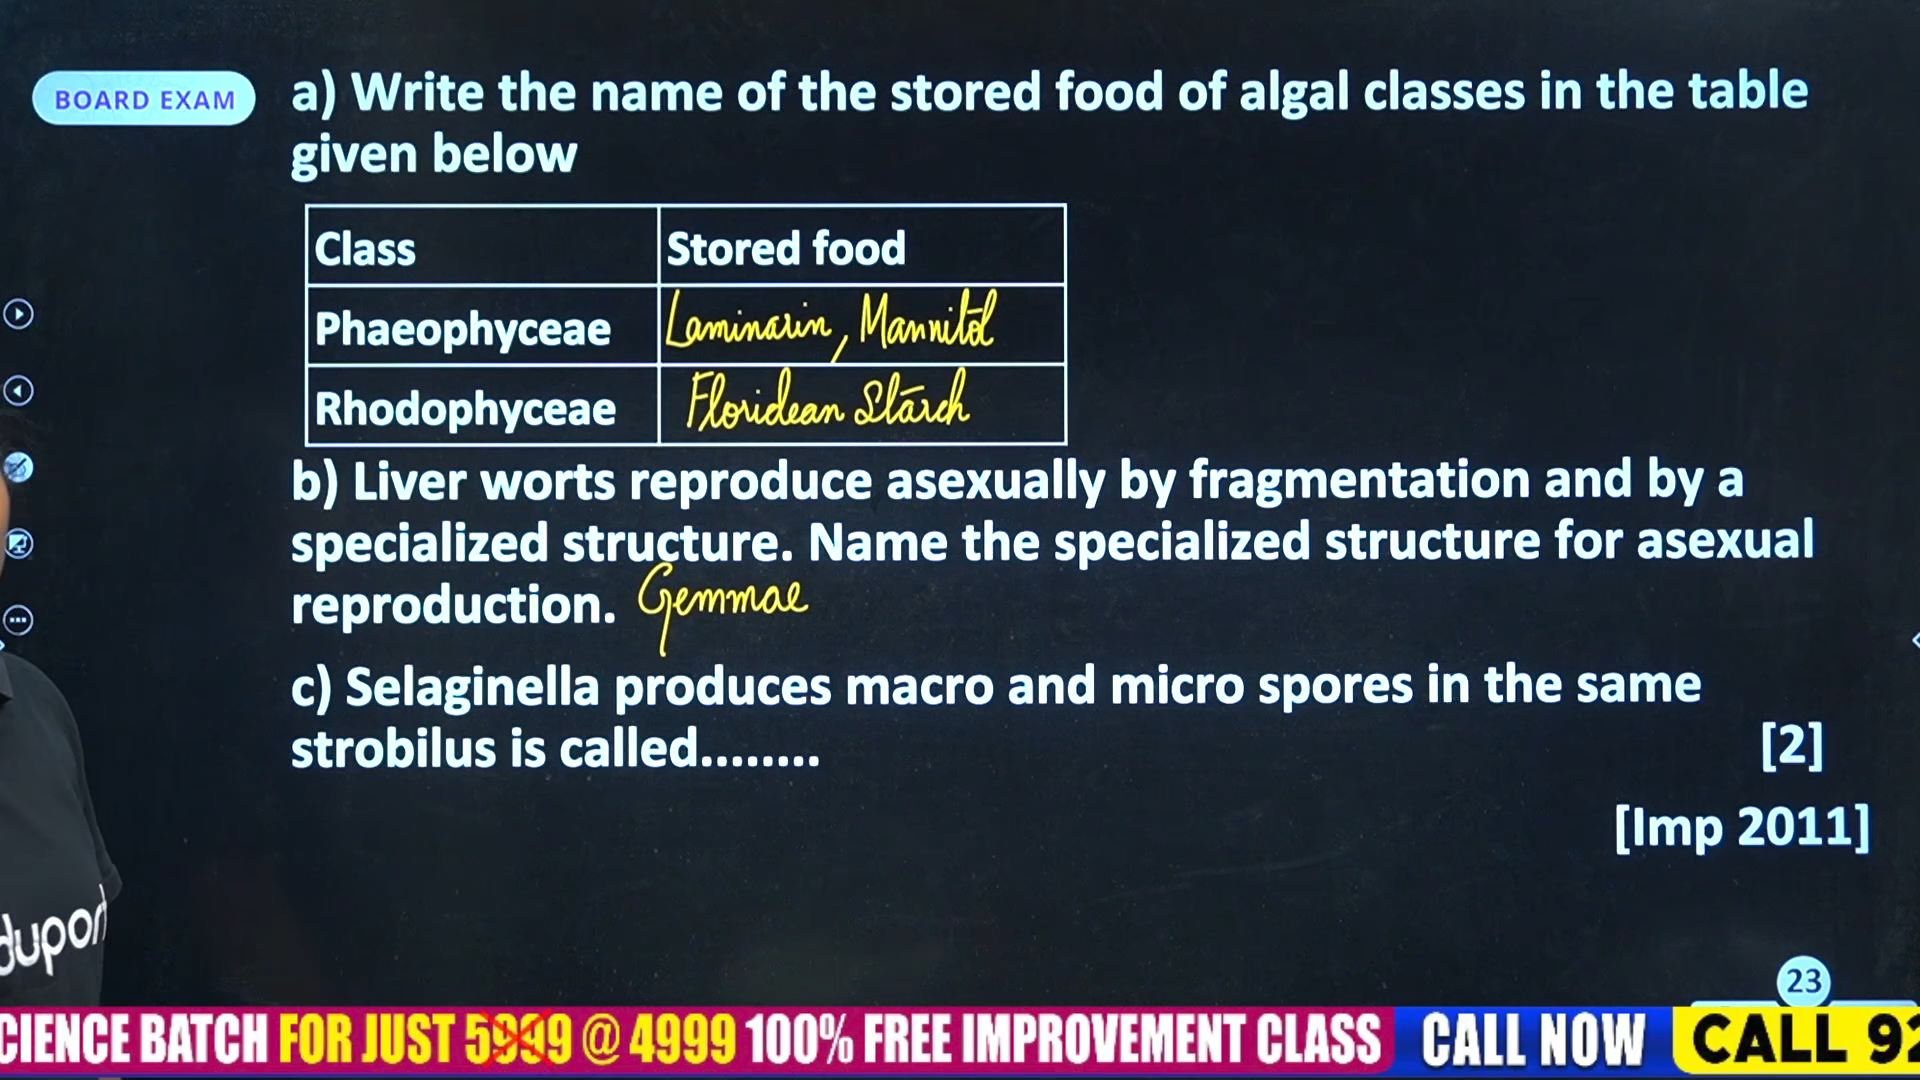 BOARD EXAM
a) Write the name of the stored food of algal classes in the table
given below
Class Stored food
Phaeophyceae Laminarin, Mannitol
Rhodophyceae Floridean Starch
b) Liver worts reproduce asexually by fragmentation and by a
specialized structure. Name the specialized structure for asexual
reproduction. Gemmae
c) Selaginella produces macro and micro spores in the same
strobilus is called........
[2]
[Imp 2011]
dupor
23
CIENCE BATCH FOR JUST 5999 @ 4999 100% FREE IMPROVEMENT CLASS CALL NOW CALL 92